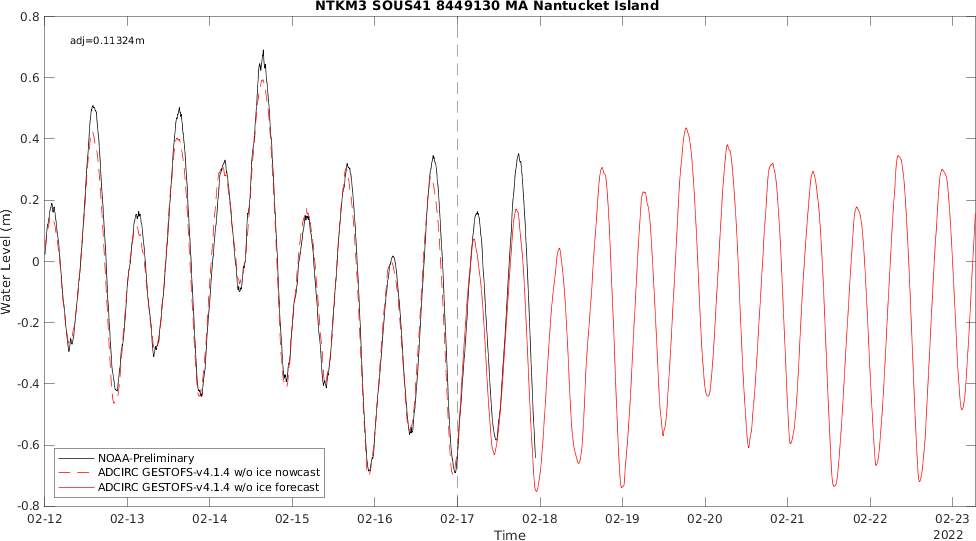 NTKM3 SOUS41 8449130 MA Nantucket Island
adj=0.11324m
0.8
0.6
0.4
0.2
0
-0.2
-0.4
-0.6
-0.8
Water Level (m)
NOAA-Preliminary
ADCIRC GESTOFS-v4.1.4 w/o ice nowcast
ADCIRC GESTOFS-v4.1.4 w/o ice forecast
02-12 02-13 02-14 02-15 02-16 02-17 02-18 02-19 02-20 02-21 02-22 02-23
Time 2022